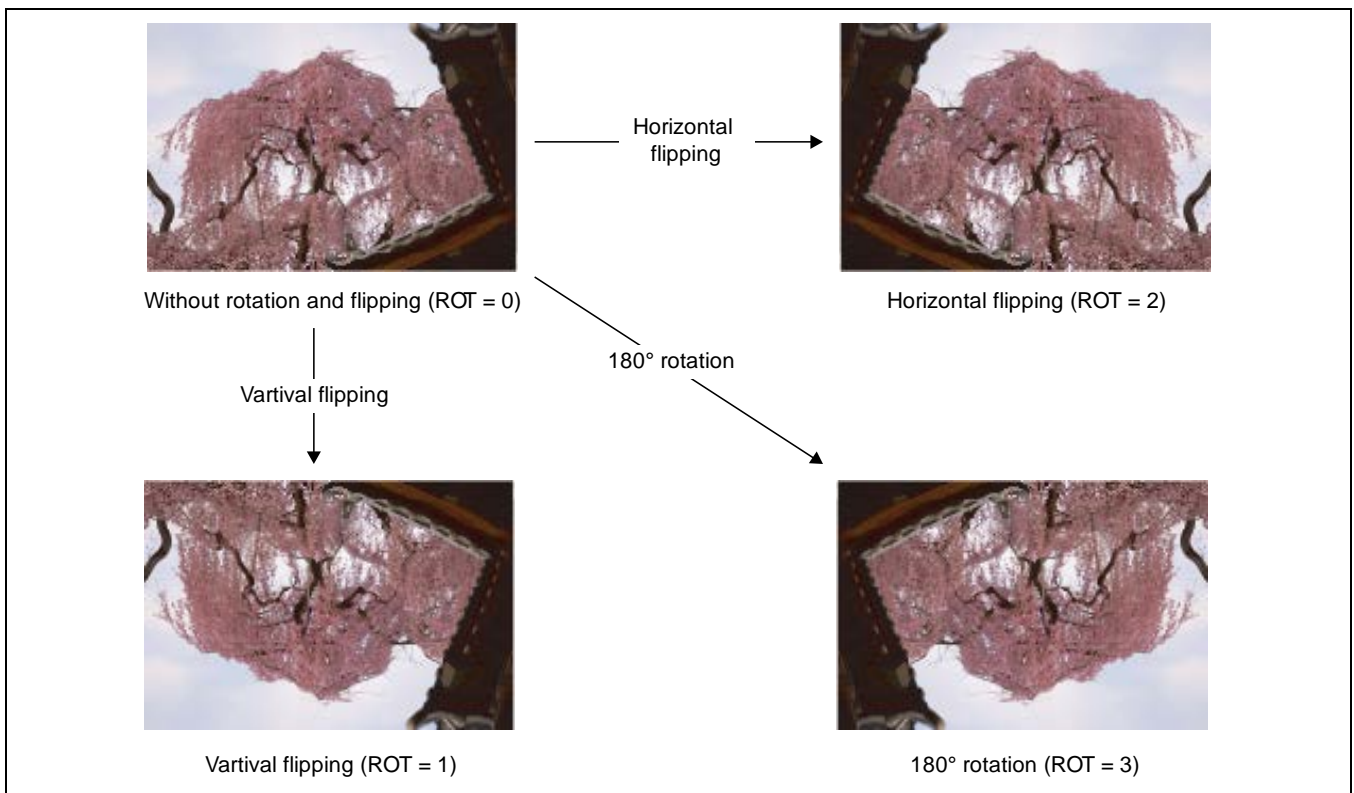 Horizontal
flipping
Without rotation and flipping (ROT = 0)
Horizontal flipping (ROT = 2)
180° rotation
Vartival flipping
Vartival flipping (ROT = 1)
180° rotation (ROT = 3)